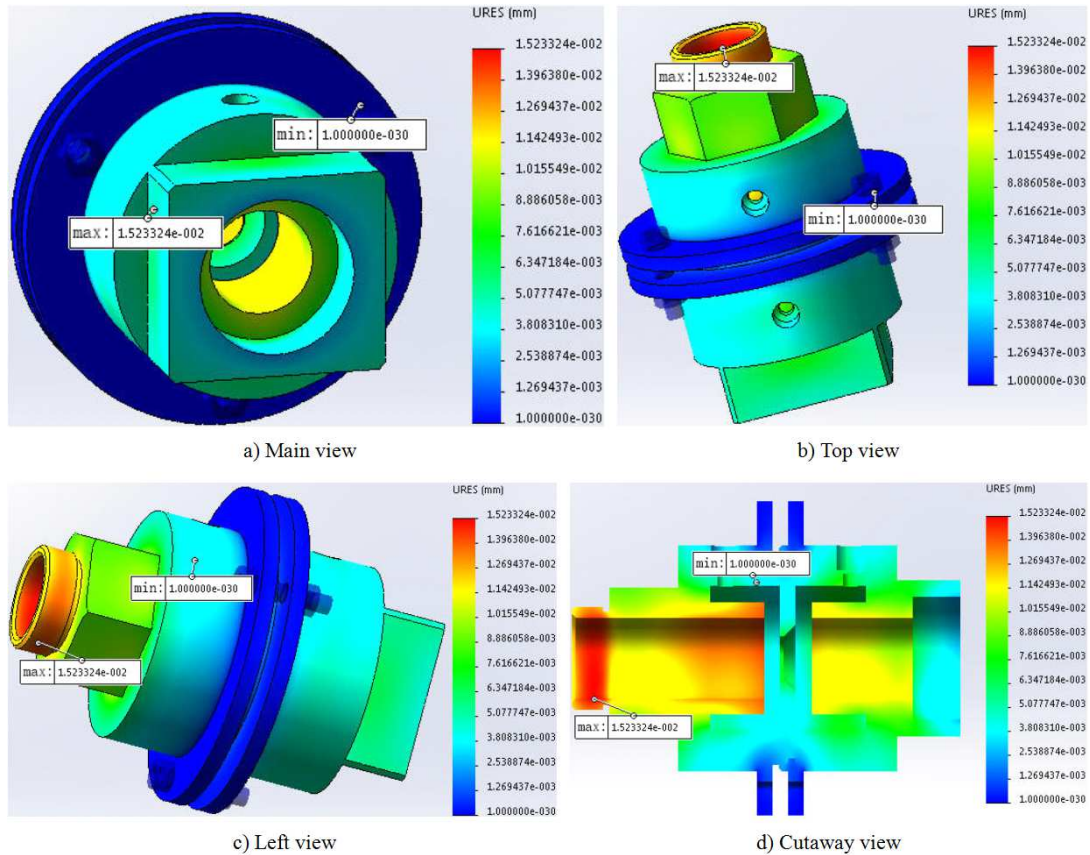 URES (mm)
1.523324e-002
1.396380e-002
1.269437e-002
1.142493e-002
1.015549e-002
8.886058e-003
7.616621e-003
6.347184e-003
5.077747e-003
3.808310e-003
2.538874e-003
1.269437e-003
1.000000e-030
min: 1.000000e-030
max: 1.523324e-002
a) Main view
URES (mm)
1.523324e-002
1.396380e-002
1.269437e-002
1.142493e-002
1.015549e-002
8.886058e-003
7.616621e-003
6.347184e-003
5.077747e-003
3.808310e-003
2.538874e-003
1.269437e-003
1.000000e-030
max: 1.523324e-002
min: 1.000000e-030
b) Top view
URES (mm)
1.523324e-002
1.396380e-002
1.269437e-002
1.142493e-002
1.015549e-002
8.886058e-003
7.616621e-003
6.347184e-003
5.077747e-003
3.808310e-003
2.538874e-003
1.269437e-003
1.000000e-030
min: 1.000000e-030
max: 1.523324e-002
c) Left view
URES (mm)
1.523324e-002
1.396380e-002
1.269437e-002
1.142493e-002
1.015549e-002
8.886058e-003
7.616621e-003
6.347184e-003
5.077747e-003
3.808310e-003
2.538874e-003
1.269437e-003
1.000000e-030
min: 1.000000e-030
max: 1.523324e-002
d) Cutaway view